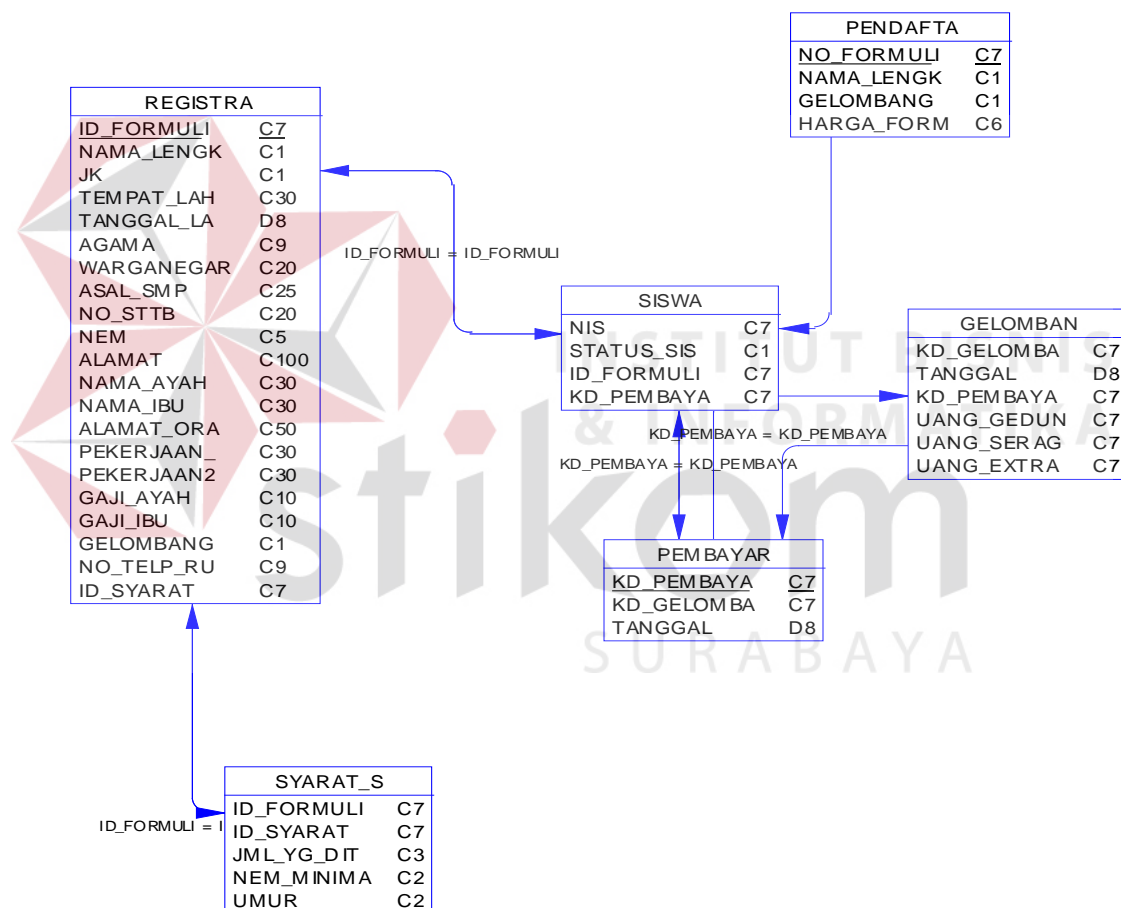 PENDAFTA
NO_FORMULI C7
NAMA_LENGK C1
GELOMBANG C1
HARGA_FORM C6
REGISTRA
ID_FORMULI C7
NAMA_LENGK C1
JK C1
TEMPAT_LAH C30
TANGGAL_LA D8
AGAMA C9
WARGANEGAR C20
ASAL_SMP C25
NO_STTB C20
NEM C5
ALAMAT C100
NAMA_AYAH C30
NAMA_IBU C30
ALAMAT_ORA C50
PEKERJAAN_ C30
PEKERJAAN2 C30
GAJI_AYAH C10
GAJI_IBU C10
GELOMBANG C1
NO_TELP_RU C9
ID_SYARAT C7
ID_FORMULI = ID_FORMULI
SISWA
NIS C7
STATUS_SIS C1
ID_FORMULI C7
KD_PEMBAYA C7
GELOMBAN
KD_GELOMBA C7
TANGGAL D8
KD_PEMBAYA C7
UANG_GEDUN C7
UANG_SERAG C7
UANG_EXTRA C7
KD_PEMBAYA = KD_PEMBAYA
KD_PEMBAYA = KD_PEMBAYA
PEMBAYAR
KD_PEMBAYA C7
KD_GELOMBA C7
TANGGAL D8
INSTITUT BISNIS
& INFORMATIKA
stikom
SURABAYA
SYARAT_S
ID_FORMULI C7
ID_SYARAT C7
JML_YG_DIT C3
NEM_MINIMA C2
UMUR C2
ID_FORMULI = I